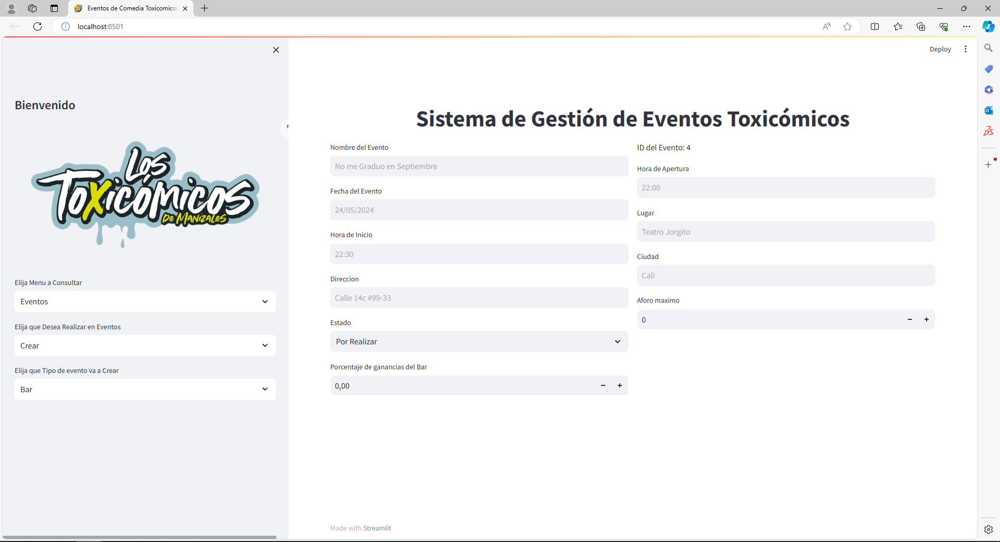 Eventos de Comedia Toxicomicos
localhost:8501
Deploy
Bienvenido
Los
Toxicómicos
De Manizales
Elija Menu a Consultar
Eventos
Elija que Desea Realizar en Eventos
Crear
Elija que Tipo de evento va a Crear
Bar
Sistema de Gestión de Eventos Toxicómicos
Nombre del Evento
No me Graduo en Septiembre
Fecha del Evento
24/05/2024
Hora de Inicio
22:30
Direccion
Calle 14c #99-33
Estado
Por Realizar
Porcentaje de ganancias del Bar
0,00
ID del Evento: 4
Hora de Apertura
22:00
Lugar
Teatro Jorgito
Ciudad
Cali
Aforo maximo
0
Made with Streamlit